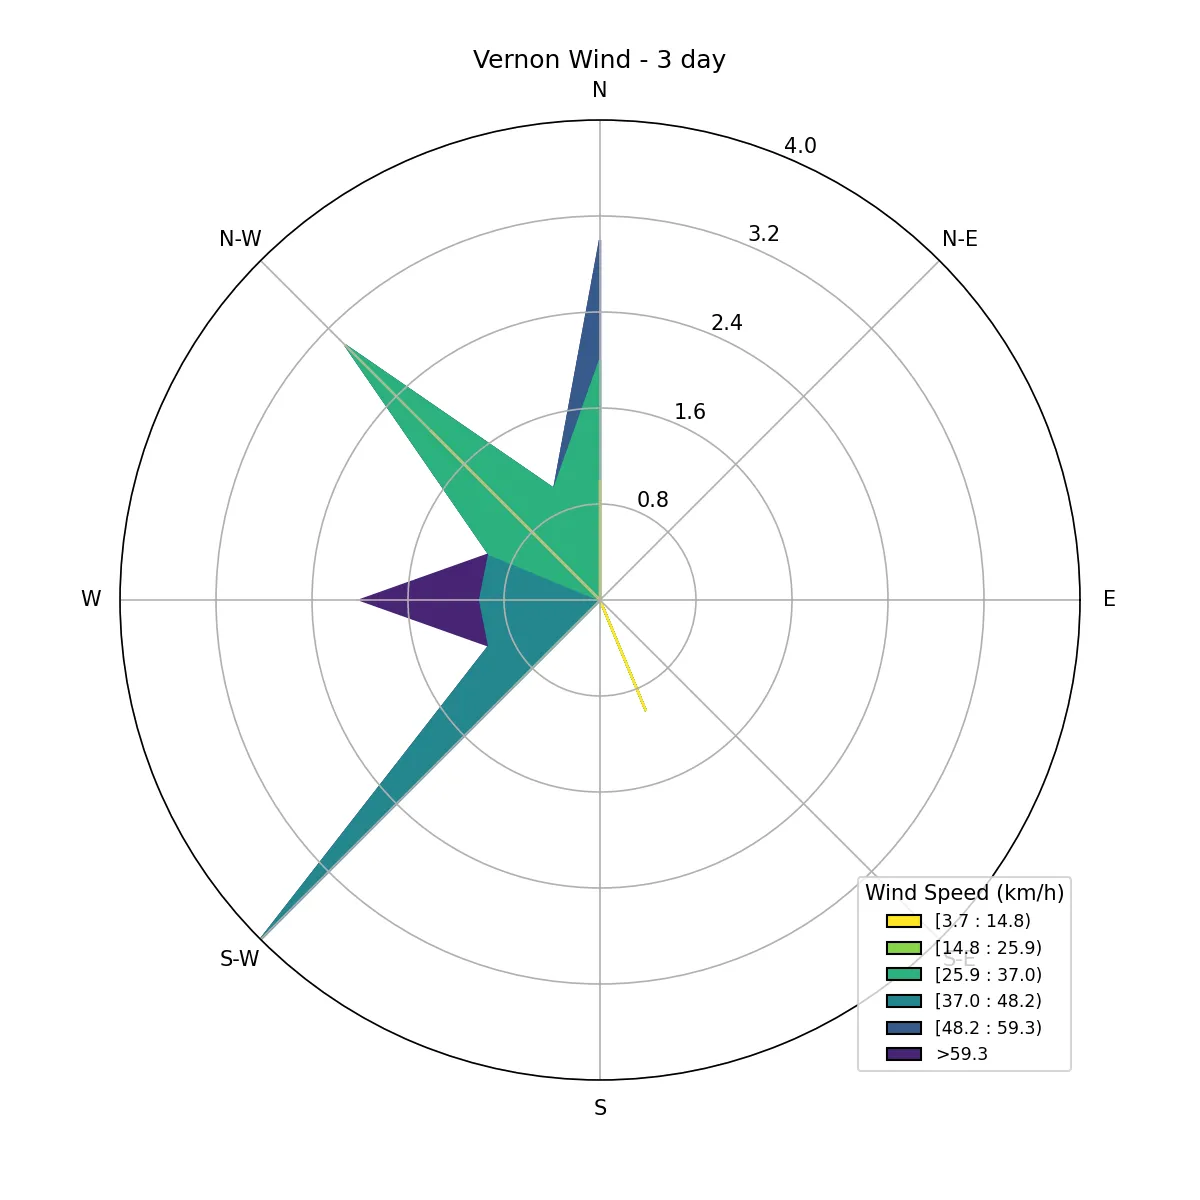 Vernon Wind - 3 day
N
4.0
N-W
3.2
N-E
2.4
1.6
0.8
W
E
Wind Speed (km/h)
[3.7 : 14.8)
[14.8 : 25.9)
S-W
S-E
[25.9 : 37.0)
[37.0 : 48.2)
[48.2 : 59.3)
>59.3
S